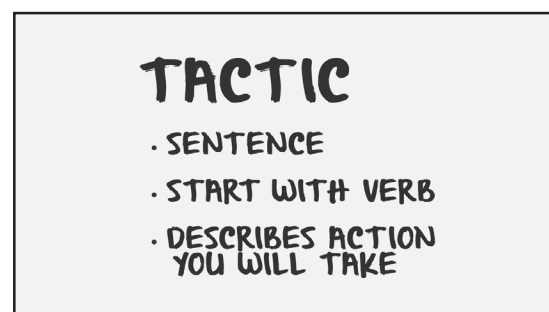 TACTIC
· SENTENCE
· START WITH VERB
· DESCRIBES ACTION
YOU WILL TAKE